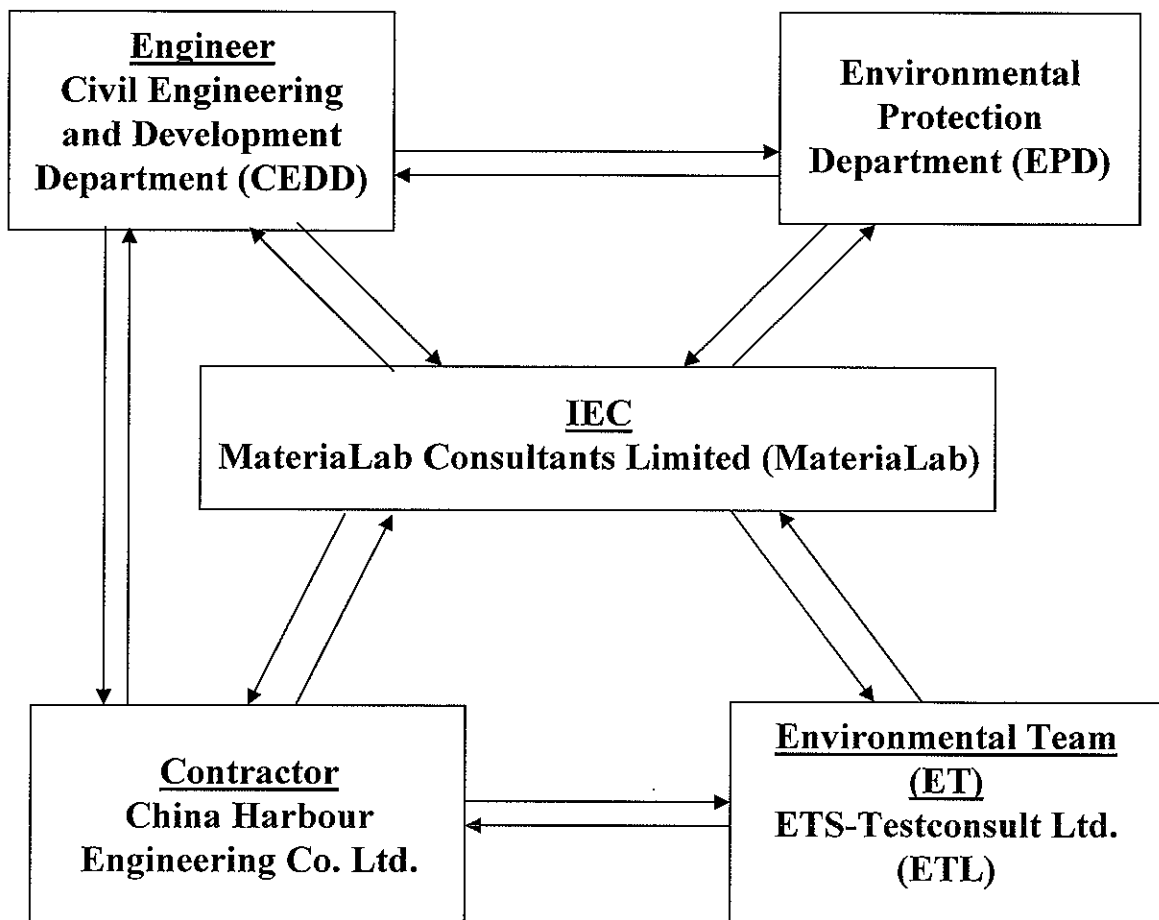 Engineer
Civil Engineering
and Development
Department (CEDD)
Environmental
Protection
Department (EPD)
IEC
MateriaLab Consultants Limited (MateriaLab)
Contractor
China Harbour
Engineering Co. Ltd.
Environmental Team
(ET)
ETS-Testconsult Ltd.
(ETL)